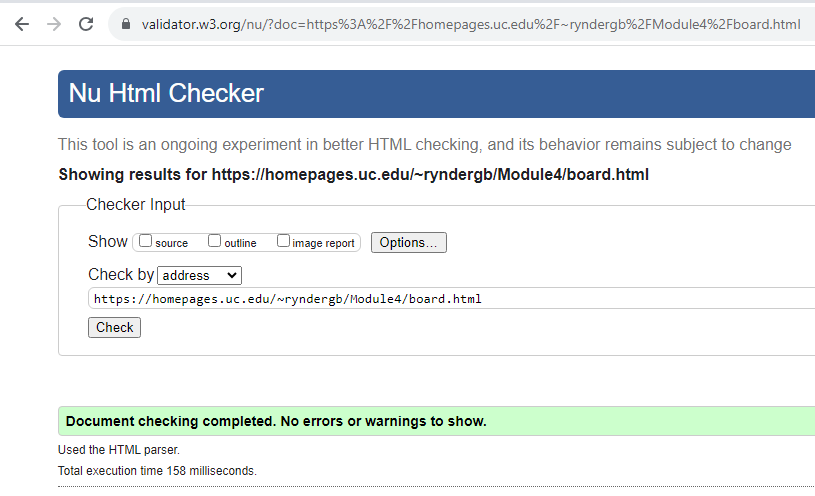 validator.w3.org/nu/?doc=https%3A%2F%2Fhomepages.uc.edu%2F~ryndergb%2FModule4%2Fboard.html
Nu Html Checker
This tool is an ongoing experiment in better HTML checking, and its behavior remains subject to change
Showing results for https://homepages.uc.edu/~ryndergb/Module4/board.html
Checker Input
Show source outline image report Options...
Check by address
https://homepages.uc.edu/~ryndergb/Module4/board.html
Check
Document checking completed. No errors or warnings to show.
Used the HTML parser.
Total execution time 158 milliseconds.